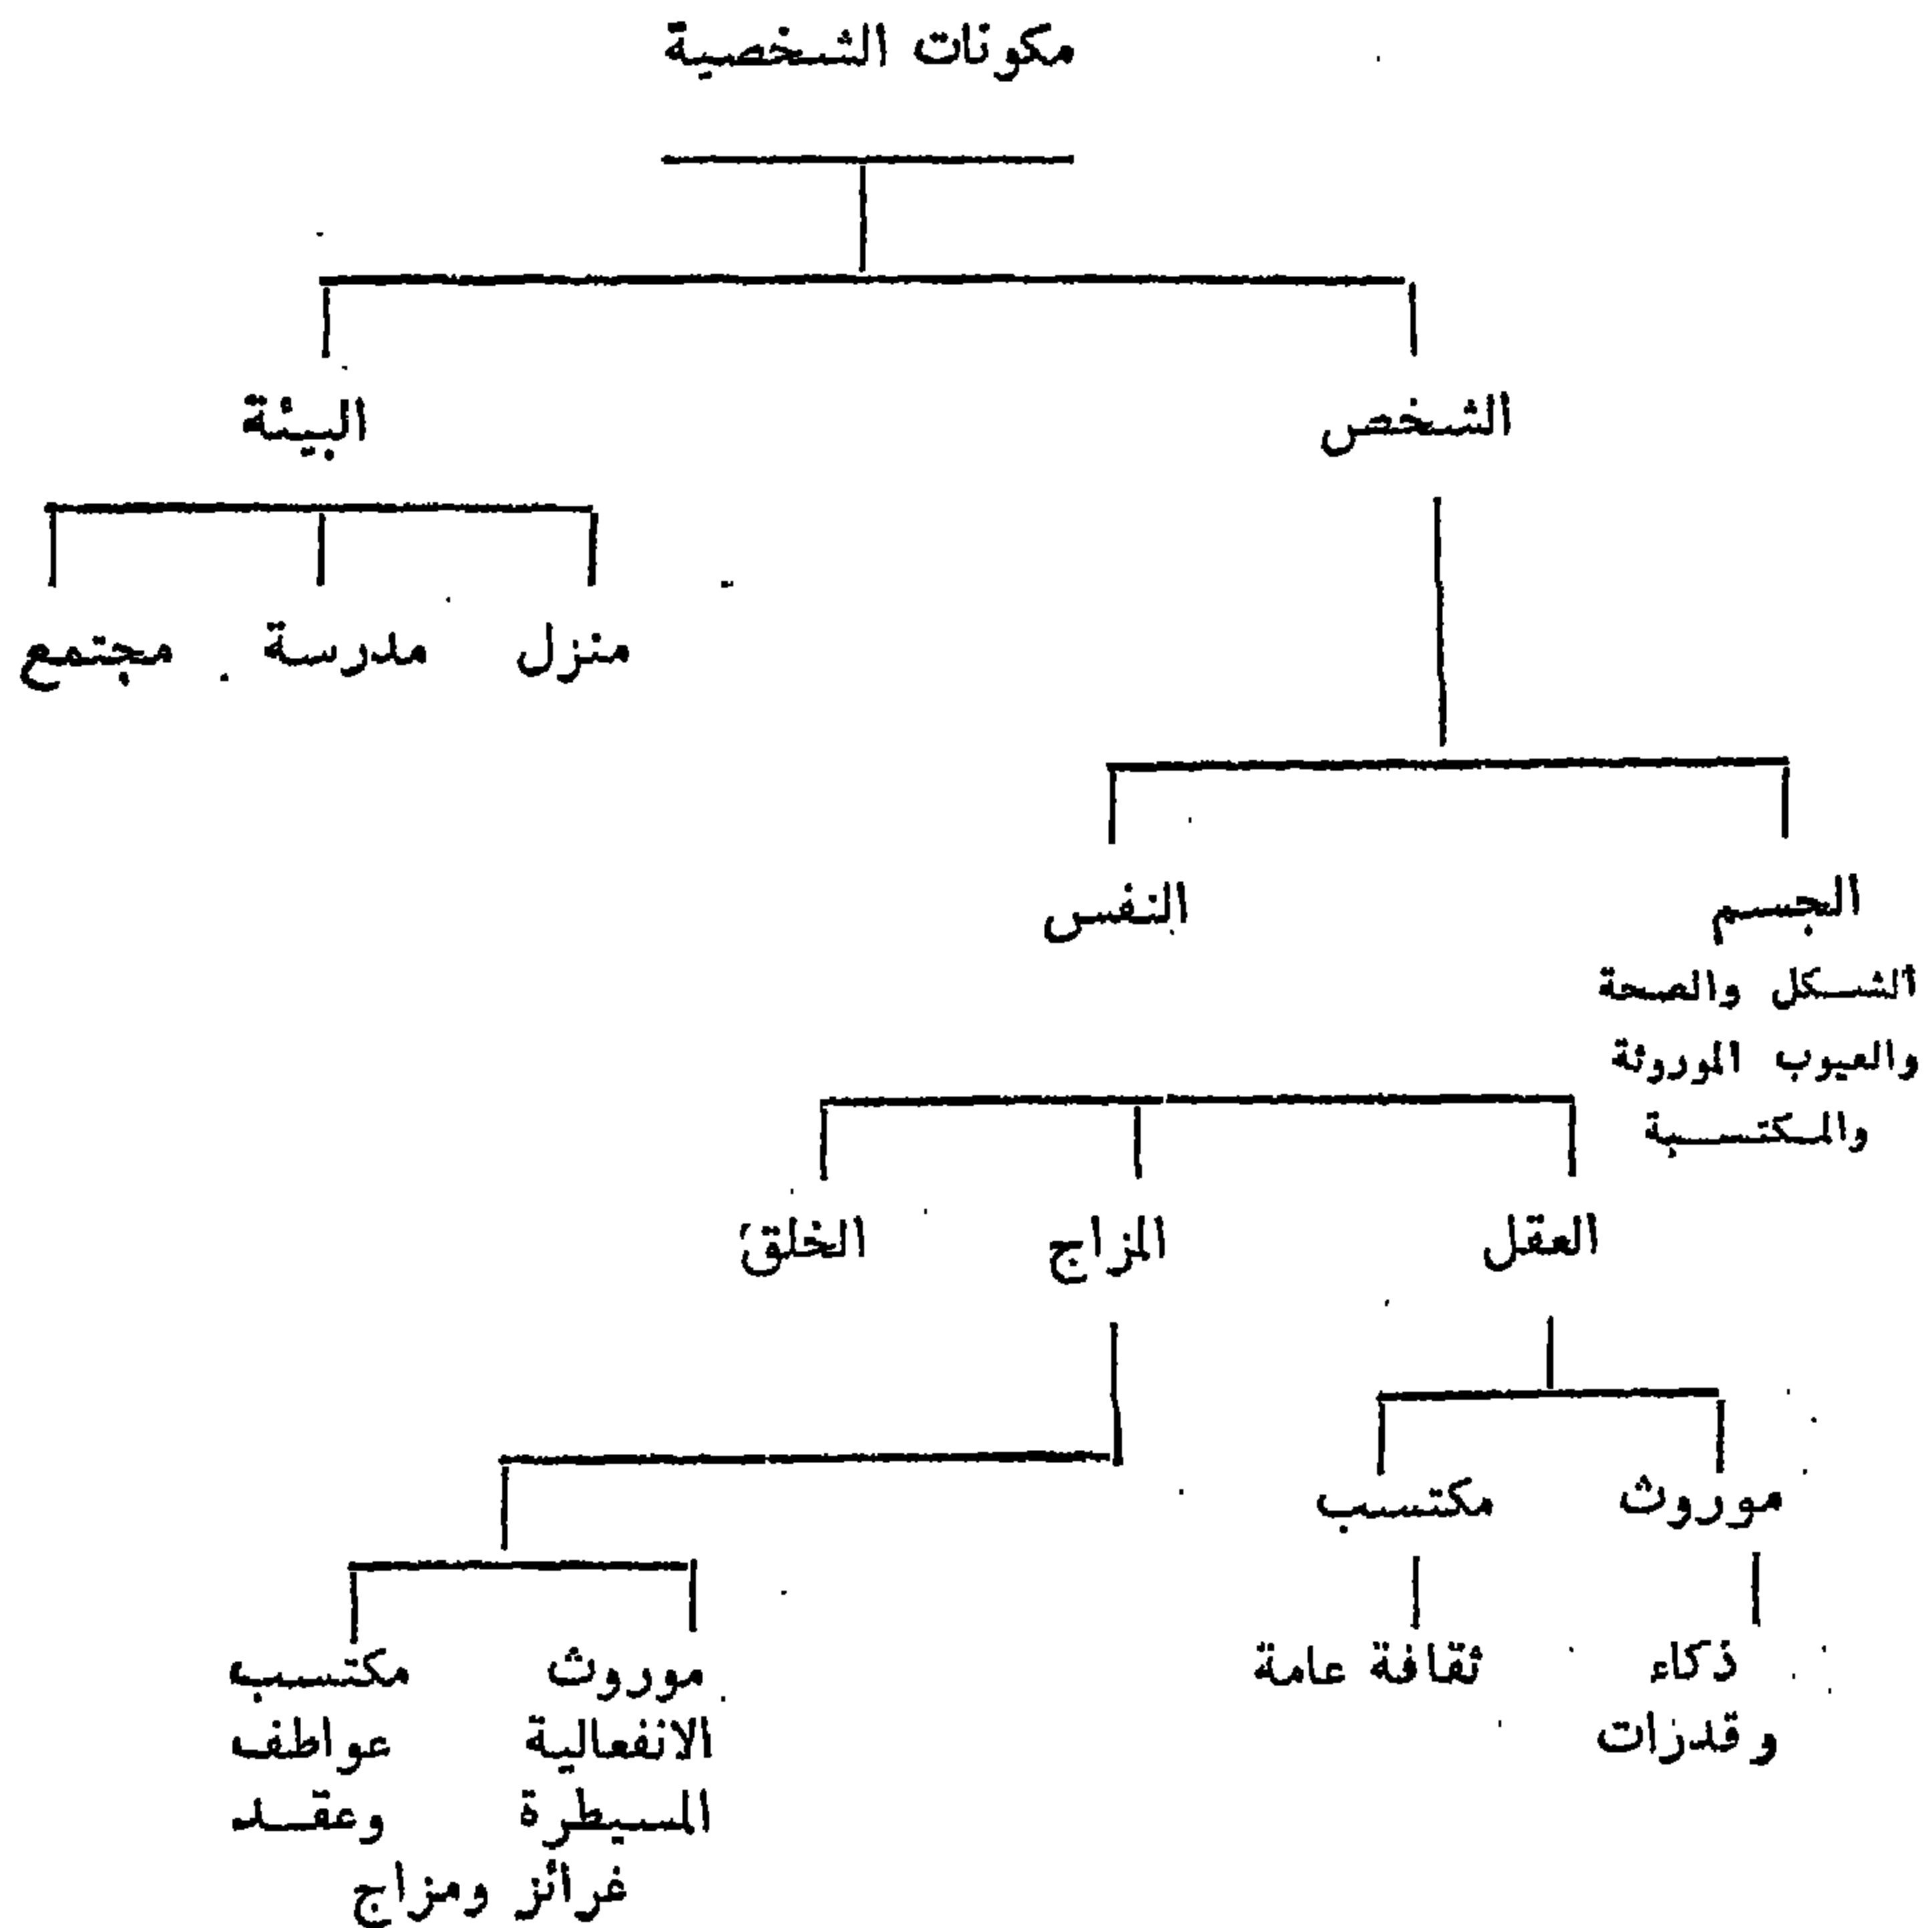 مكونات الشخصية
الشخص
البيئة
منزل
مدرسة
مجتمع
الجسم
الشكل والصحة
والعيوب الموروثة
والمكتسبة
النفس
العقل
المزاج
الخلق
موروث
مكتسب
ذكاء
وقدرات
ثقافة عامة
موروث
الانفعالية
المسيطرة
مكتسب
عواطف
وعقد
غرائز ومزاج